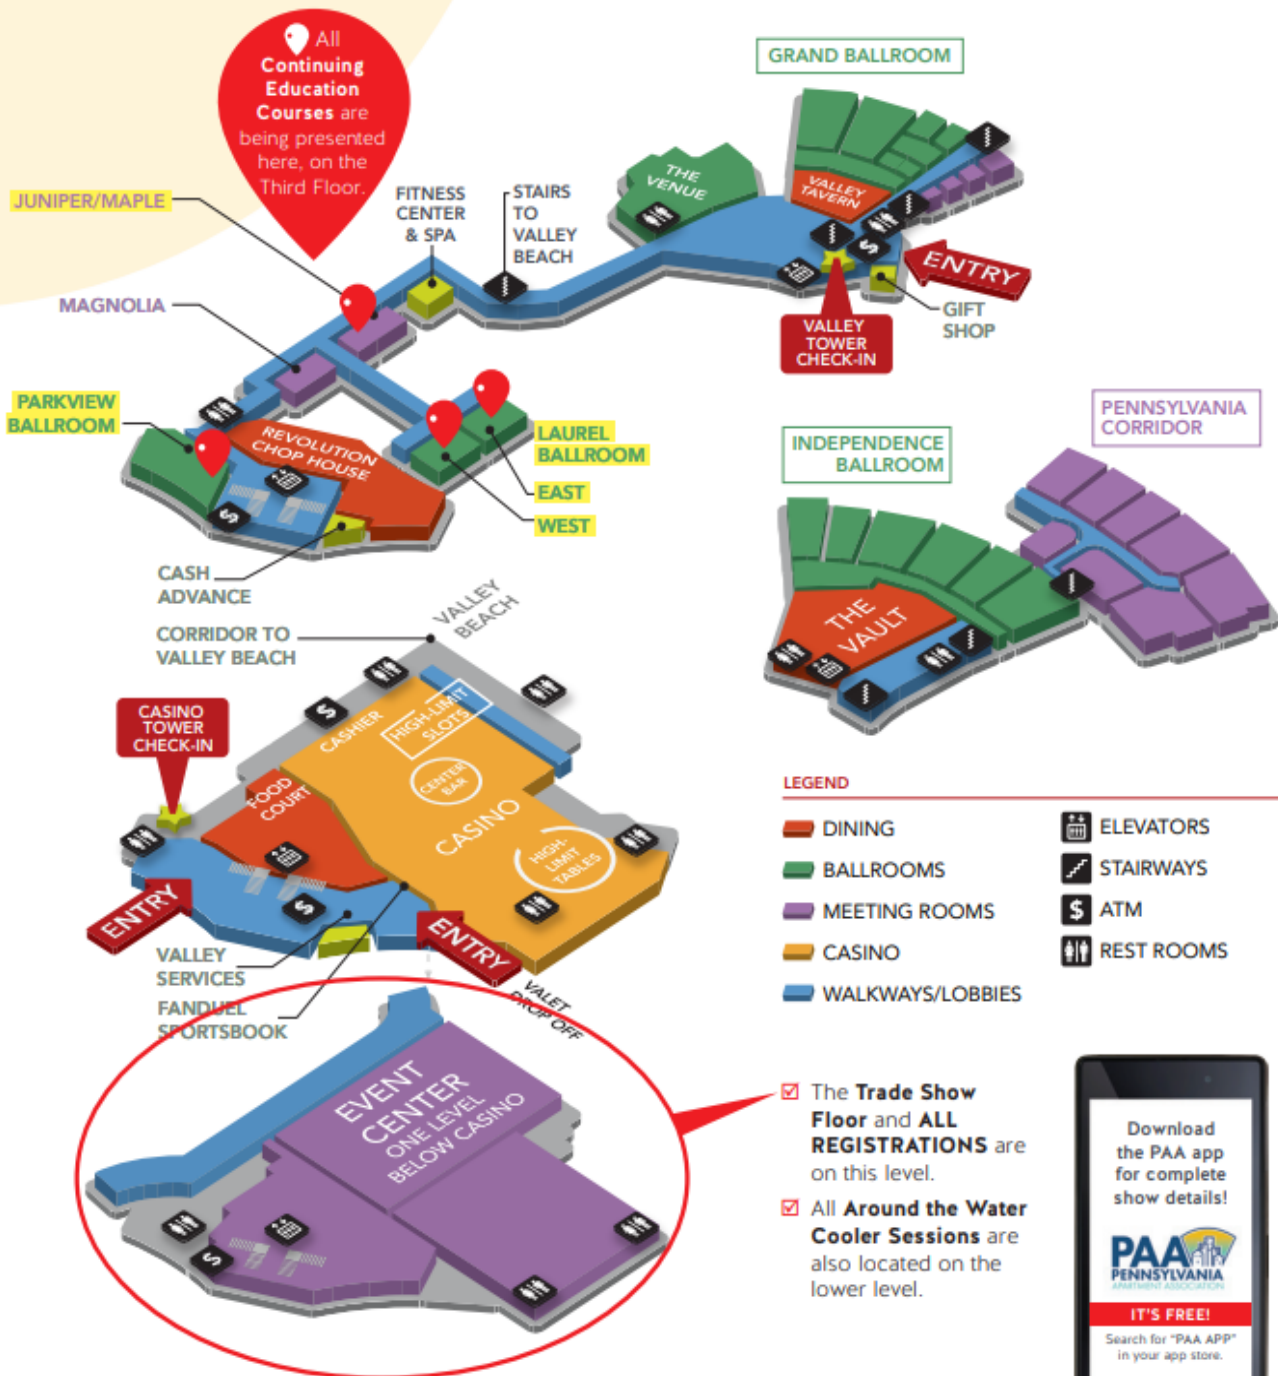 All
Continuing
Education
Courses are
being presented
here, on the
Third Floor.
GRAND BALLROOM
THE
VENUE
VALLEY
TAVERN
JUNIPER/MAPLE
FITNESS
CENTER
& SPA
STAIRS
TO
VALLEY
BEACH
ENTRY
MAGNOLIA
GIFT
SHOP
VALLEY
TOWER
CHECK-IN
PARKVIEW
BALLROOM
REVOLUTION
CHOP HOUSE
LAUREL
BALLROOM
EAST
WEST
$
$
CASH
ADVANCE
PENNSYLVANIA
CORRIDOR
INDEPENDENCE
BALLROOM
THE
VAULT
CORRIDOR TO
VALLEY BEACH
VALLEY
BEACH
CASINO
TOWER
CHECK-IN
$
CASHIER
HIGH-LIMIT
SLOTS
CENTER
BAR
FOOD
COURT
CASINO
HIGH-
LIMIT
TABLES
$
ENTRY
ENTRY
VALLEY
SERVICES
FANDUEL
SPORTSBOOK
VALET
DROP OFF
LEGEND
DINING
BALLROOMS
MEETING ROOMS
CASINO
WALKWAYS/LOBBIES
ELEVATORS
STAIRWAYS
$ ATM
REST ROOMS
EVENT
CENTER
ONE LEVEL
BELOW CASINO
$
The Trade Show
Floor and ALL
REGISTRATIONS are
on this level.
All Around the Water
Cooler Sessions are
also located on the
lower level.
Download
the PAA app
for complete
show details!
PAA
PENNSYLVANIA
APARTMENT ASSOCIATION
IT'S FREE!
Search for "PAA APP"
in your app store.